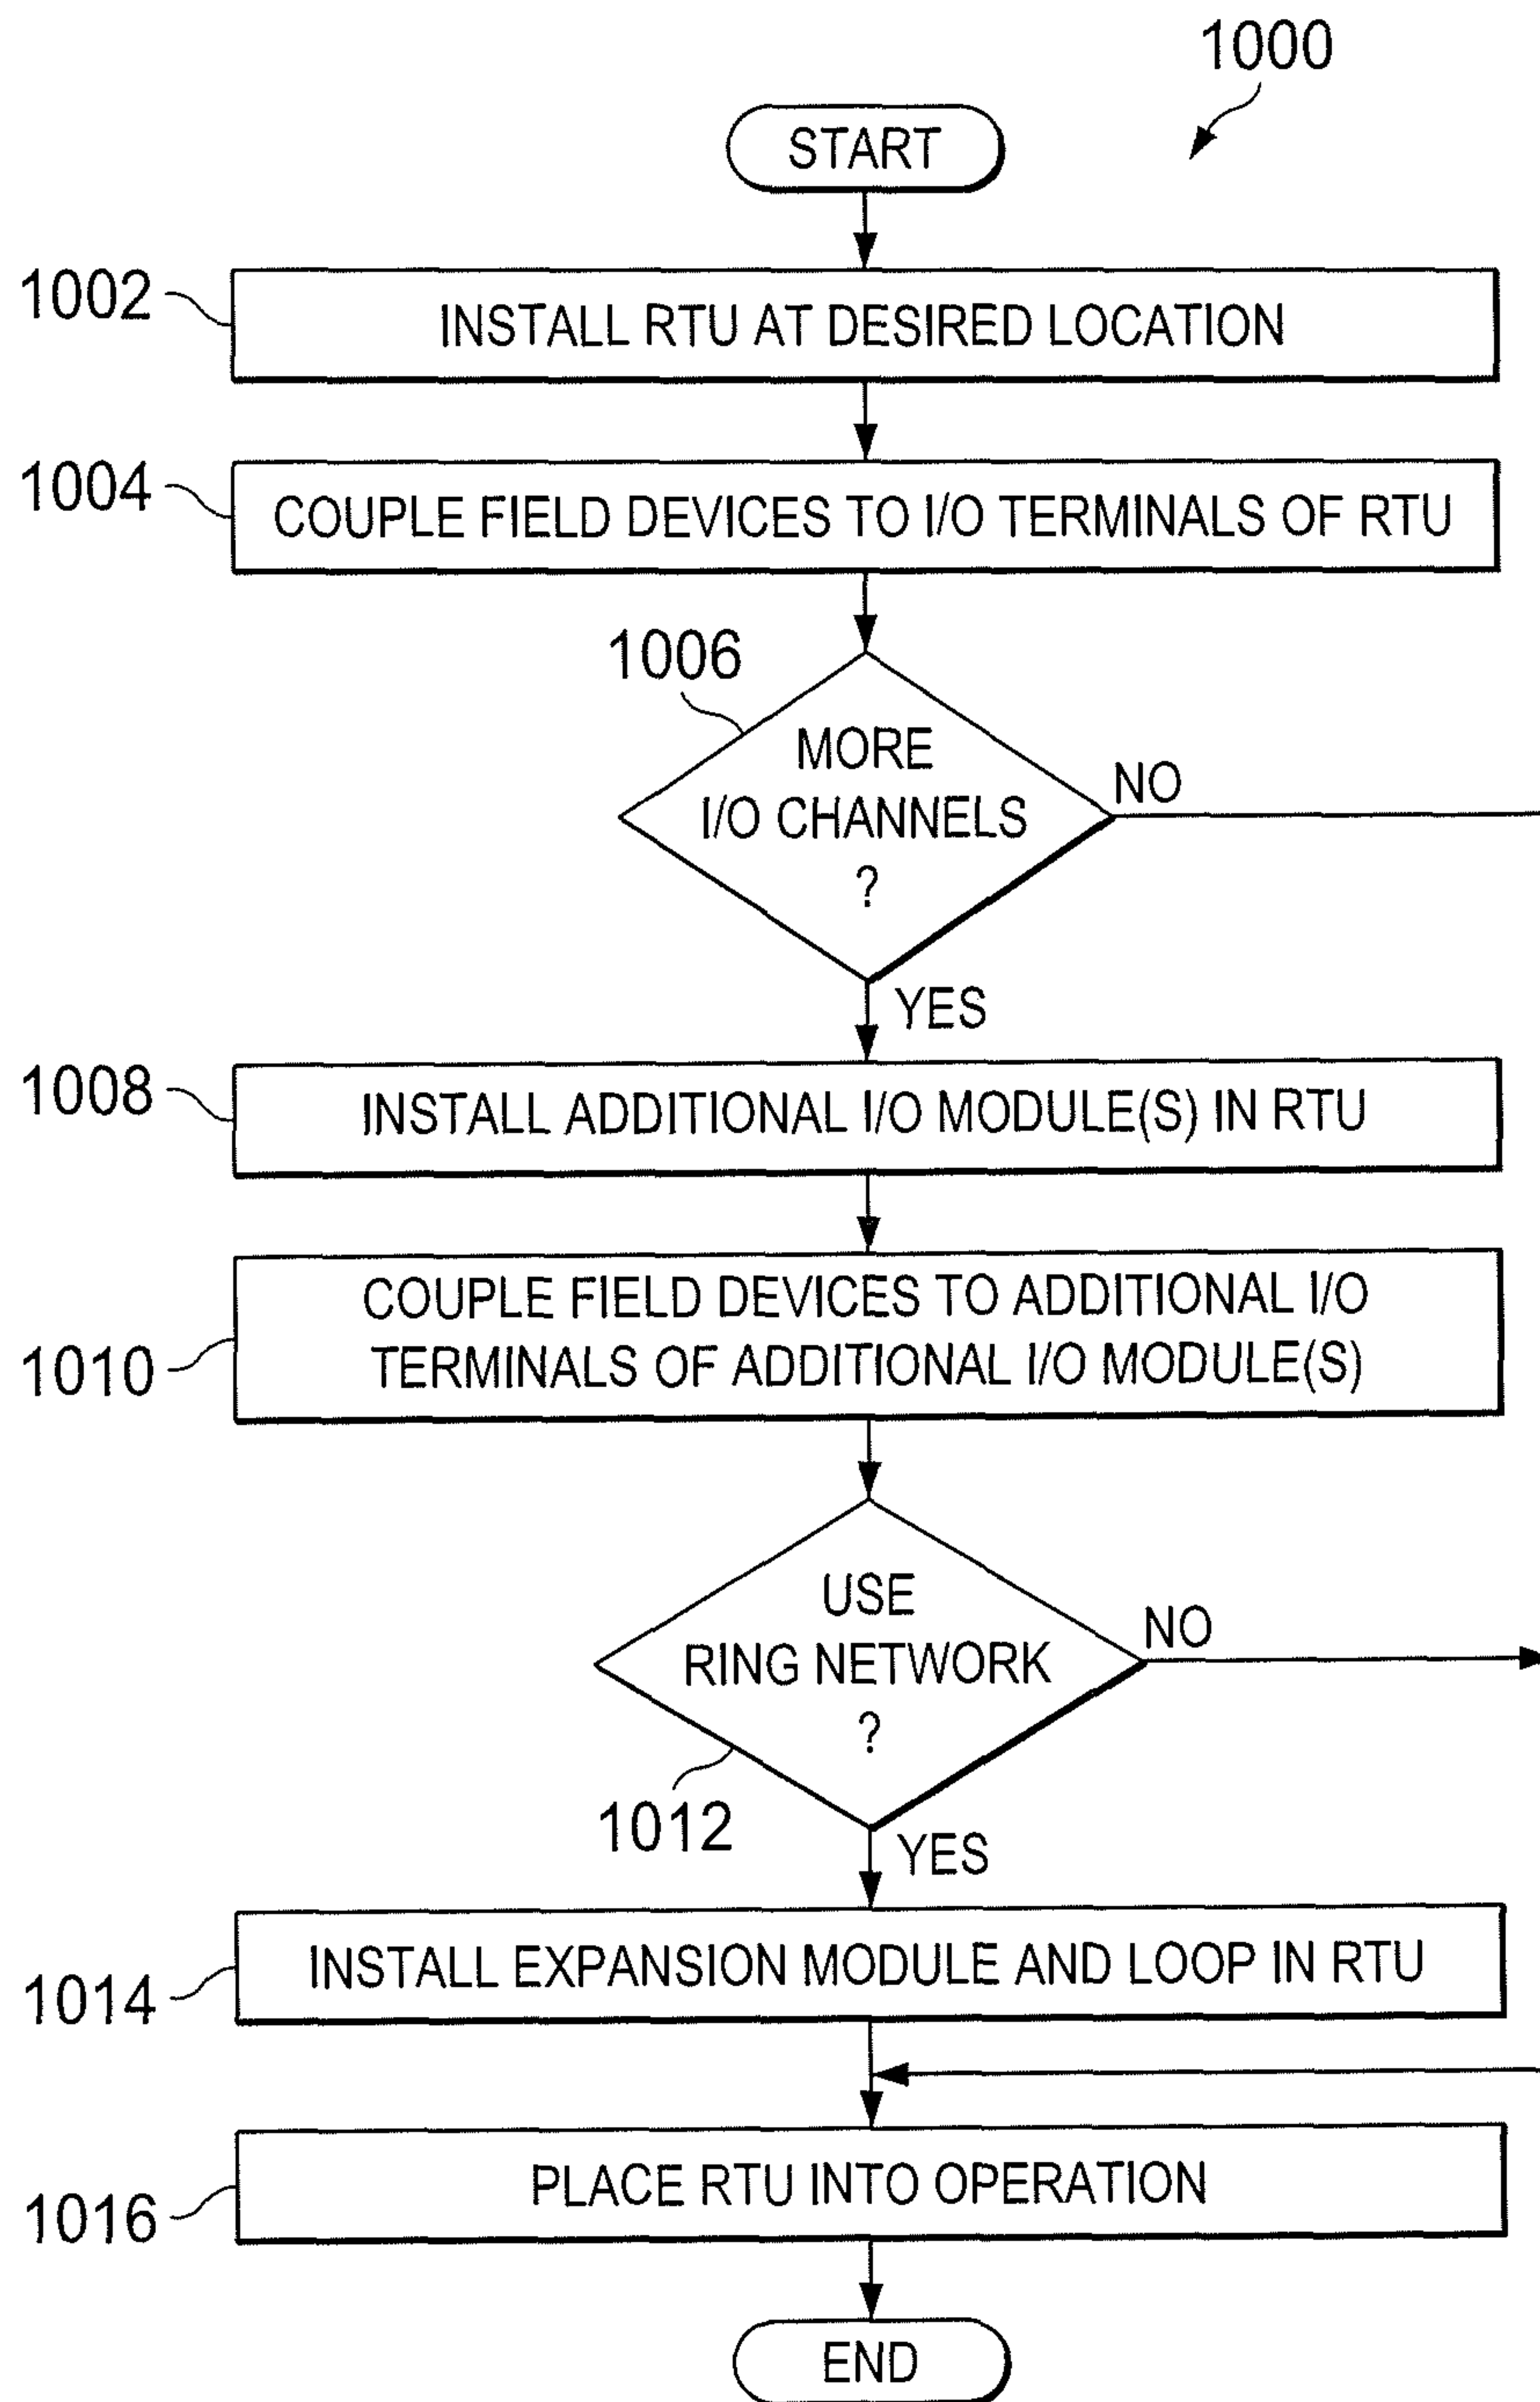 1000
START
1002
INSTALL RTU AT DESIRED LOCATION
1004
COUPLE FIELD DEVICES TO I/O TERMINALS OF RTU
1006
MORE
I/O CHANNELS
?
NO
YES
1008
INSTALL ADDITIONAL I/O MODULE(S) IN RTU
1010
COUPLE FIELD DEVICES TO ADDITIONAL I/O
TERMINALS OF ADDITIONAL I/O MODULE(S)
USE
RING NETWORK
?
NO
1012
YES
1014
INSTALL EXPANSION MODULE AND LOOP IN RTU
1016
PLACE RTU INTO OPERATION
END